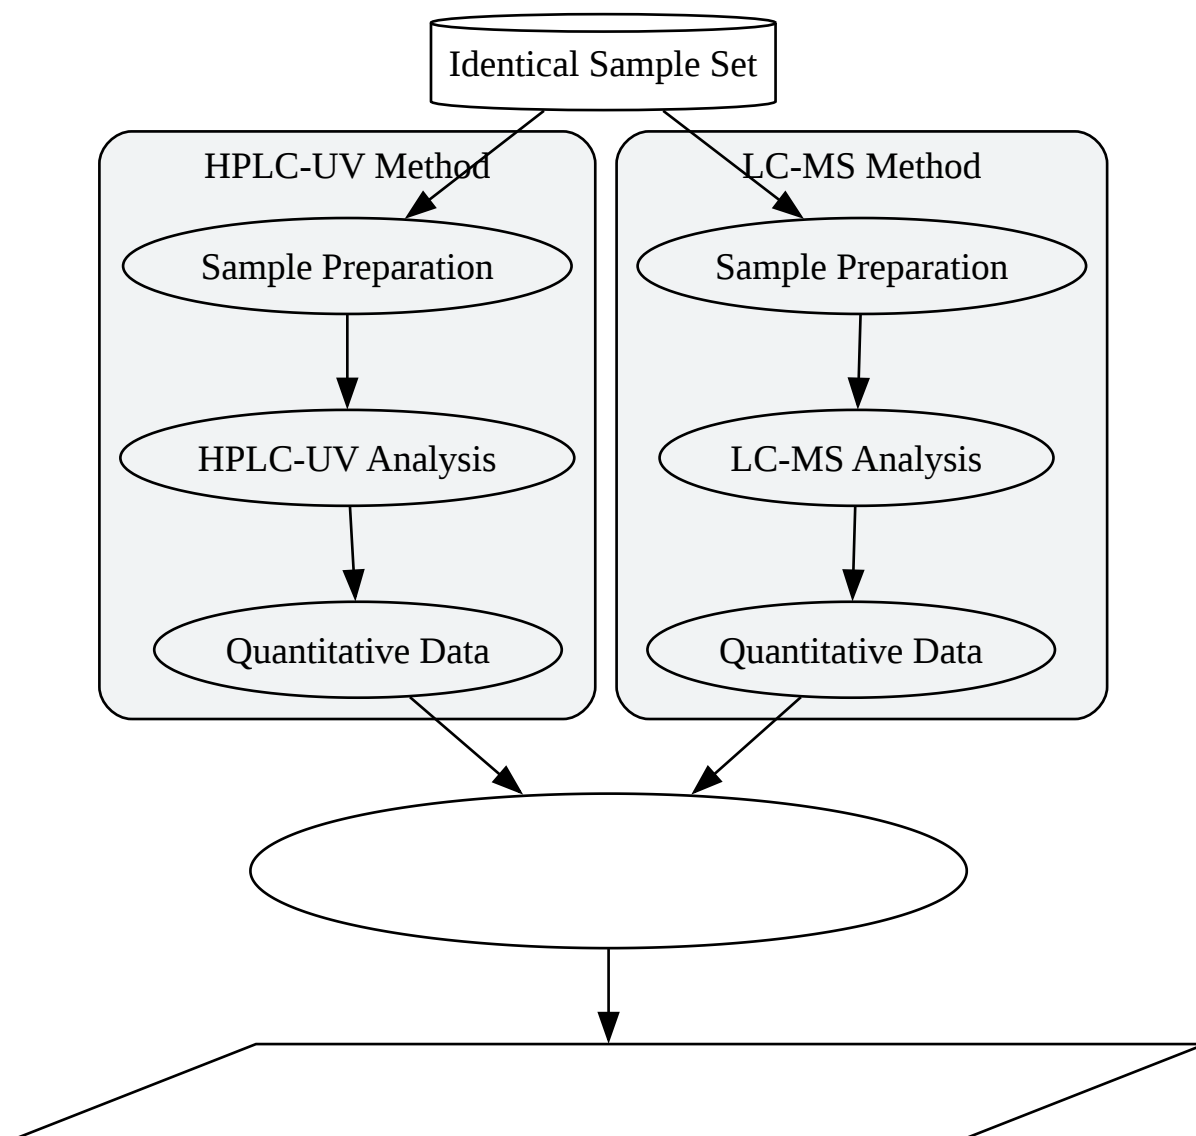 Identical Sample Set
HPLC-UV Method
LC-MS Method
Sample Preparation
Sample Preparation
HPLC-UV Analysis
LC-MS Analysis
Quantitative Data
Quantitative Data